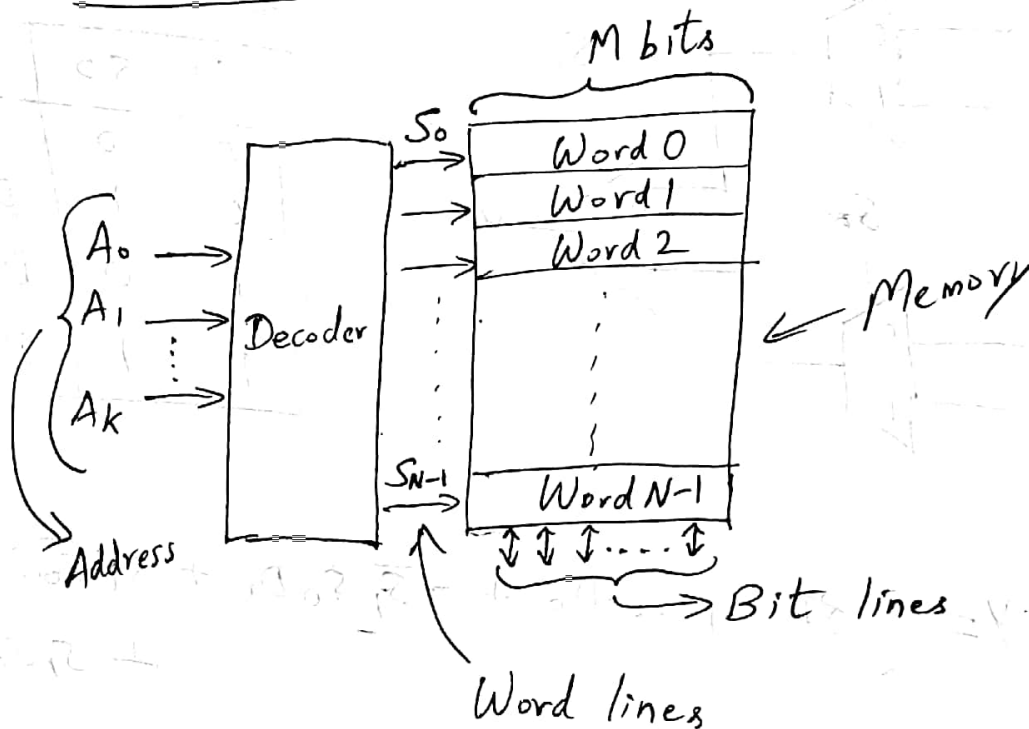 M bits
S0
Word 0
Word 1
Word 2
A0
A1
Ak
Decoder
Memory
SN-1
Word N-1
Address
Bit lines
Word lines